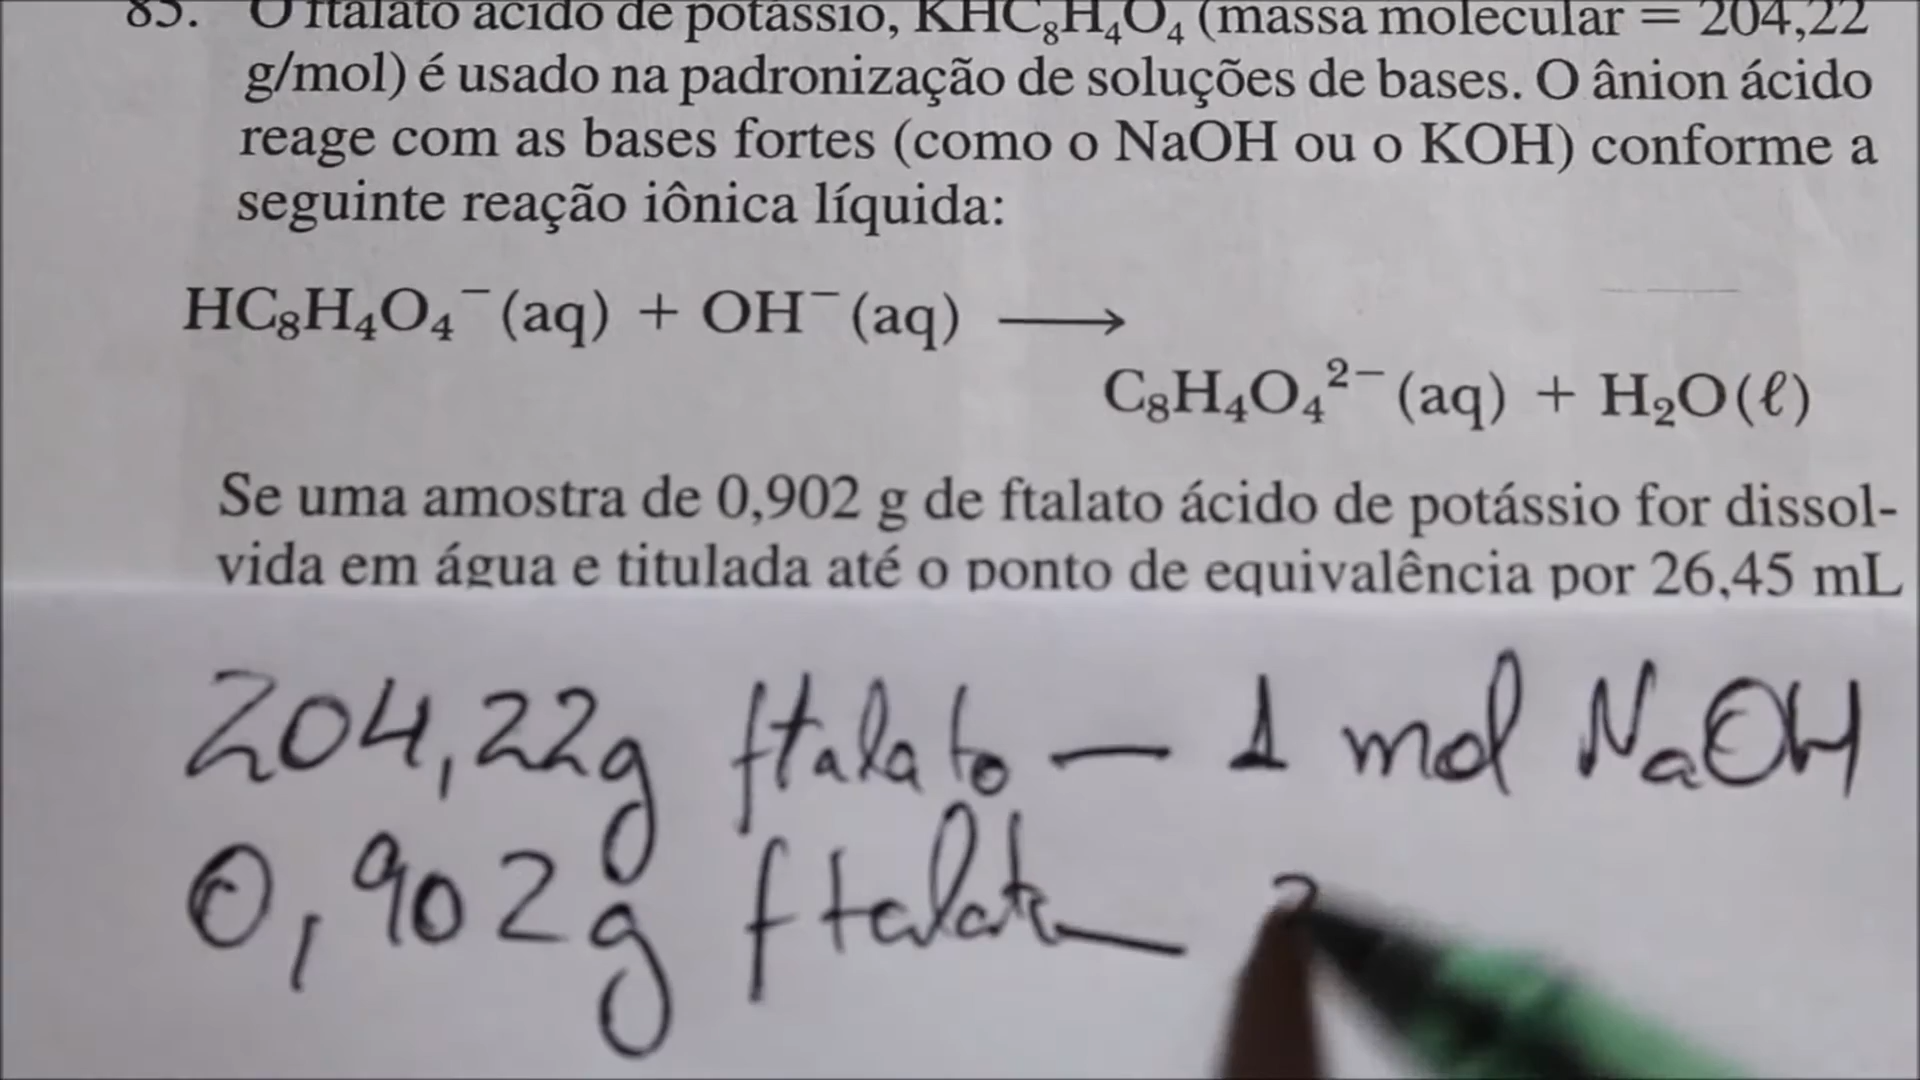 85. O ftalato ácido de potássio, KHC₈H₄O₄ (massa molecular = 204,22
g/mol) é usado na padronização de soluções de bases. O ânion ácido
reage com as bases fortes (como o NaOH ou o KOH) conforme a
seguinte reação iônica líquida:
HC₈H₄O₄⁻(aq) + OH⁻(aq) ⟶
C₈H₄O₄²⁻(aq) + H₂O(ℓ)
Se uma amostra de 0,902 g de ftalato ácido de potássio for dissol-
vida em água e titulada até o ponto de equivalência por 26,45 mL
204,22g ftalato — 1 mol NaOH
0,902g ftalato —